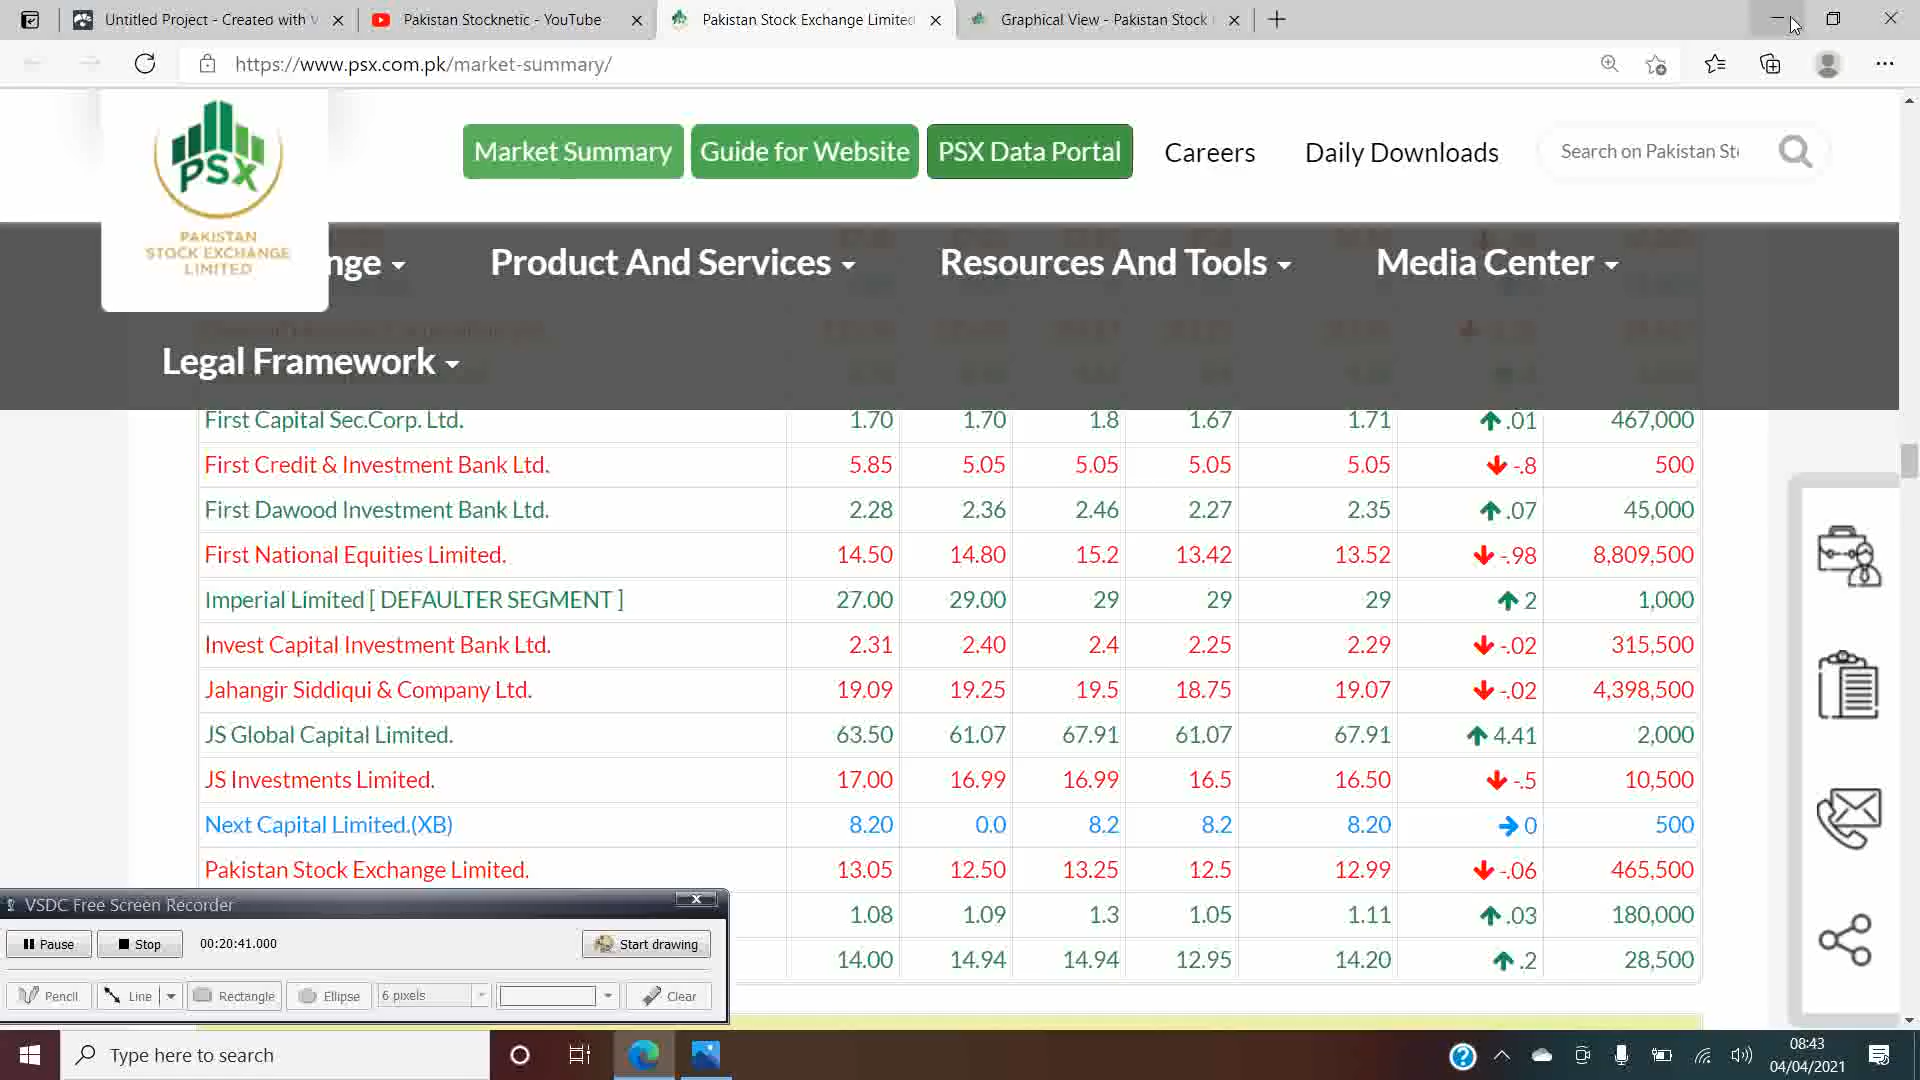 Untitled Project - Created with V
Pakistan Stocknetic - YouTube
Pakistan Stock Exchange Limited
Graphical View - Pakistan Stock
https://www.psx.com.pk/market-summary/
PSX
PAKISTAN
STOCK EXCHANGE
LIMITED
Market Summary
Guide for Website
PSX Data Portal
Careers
Daily Downloads
Search on Pakistan Sto
nge
Product And Services
Resources And Tools
Media Center
Legal Framework
First Capital Sec.Corp. Ltd. 1.70 1.70 1.8 1.67 1.71 .01 467,000
First Credit & Investment Bank Ltd. 5.85 5.05 5.05 5.05 5.05 -.8 500
First Dawood Investment Bank Ltd. 2.28 2.36 2.46 2.27 2.35 .07 45,000
First National Equities Limited. 14.50 14.80 15.2 13.42 13.52 -.98 8,809,500
Imperial Limited [ DEFAULTER SEGMENT ] 27.00 29.00 29 29 29 2 1,000
Invest Capital Investment Bank Ltd. 2.31 2.40 2.4 2.25 2.29 -.02 315,500
Jahangir Siddiqui & Company Ltd. 19.09 19.25 19.5 18.75 19.07 -.02 4,398,500
JS Global Capital Limited. 63.50 61.07 67.91 61.07 67.91 4.41 2,000
JS Investments Limited. 17.00 16.99 16.99 16.5 16.50 -.5 10,500
Next Capital Limited.(XB) 8.20 0.0 8.2 8.2 8.20 0 500
Pakistan Stock Exchange Limited. 13.05 12.50 13.25 12.5 12.99 -.06 465,500
1.08 1.09 1.3 1.05 1.11 .03 180,000
14.00 14.94 14.94 12.95 14.20 .2 28,500
VSDC Free Screen Recorder
Pause
Stop
00:20:41.000
Start drawing
Pencil
Line
Rectangle
Ellipse
6 pixels
Clear
Type here to search
08:43
04/04/2021